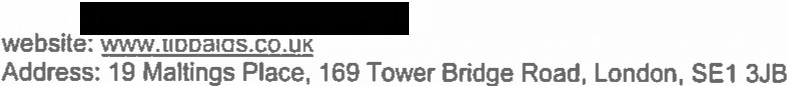 website: www.tibbalds.co.uk
Address: 19 Maltings Place, 169 Tower Bridge Road, London, SE1 3JB